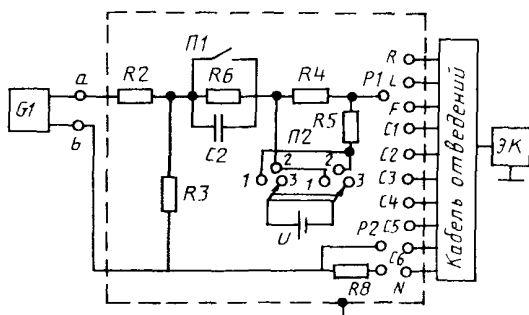 П1
R
a
R2
R6
R4
P1
L
G1
F
C2
R5
C1
b
П2
C2
2
2
1
3
1
3
C3
R3
C4
U
P2
C5
C6
R8
N
Кабель отведений
ЭК